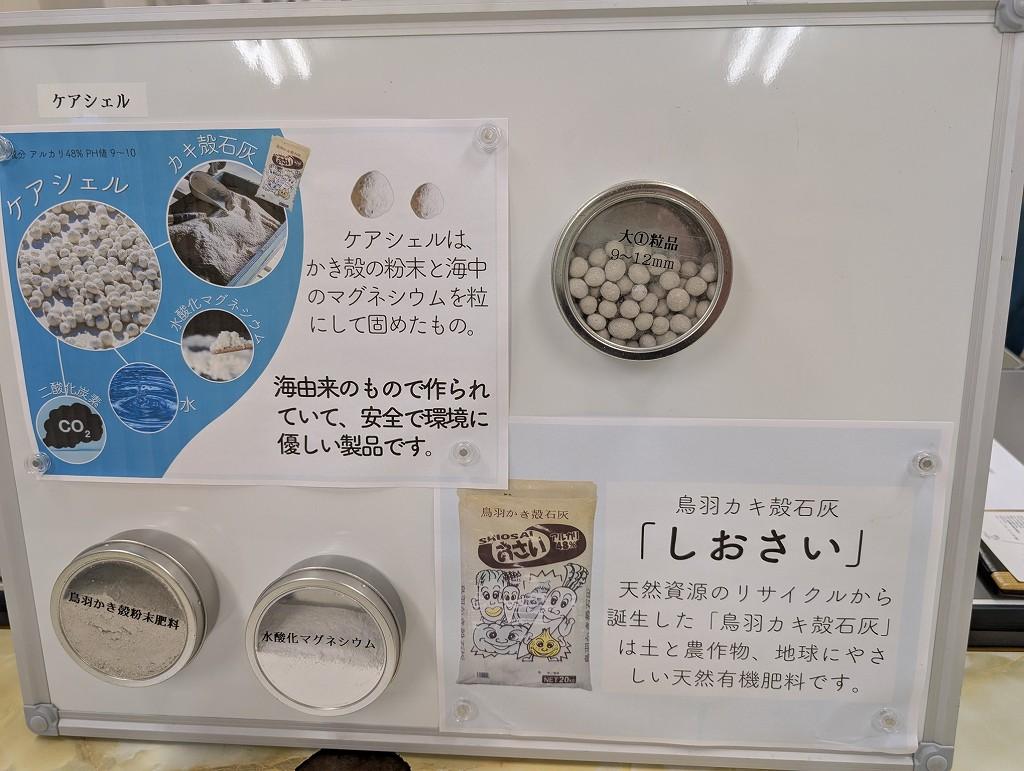 ケアシェル
分 アルカリ48% PH値 9〜10
ケアシェル
カキ殻石灰
水酸化マグネシウム
水
二酸化炭素
CO2
ケアシェルは、
かき殻の粉末と海中
のマグネシウムを粒
にして固めたもの。
海由来のもので作られ
ていて、安全で環境に
優しい製品です。
大①粒品
9〜12mm
鳥羽かき殻粉末肥料
水酸化マグネシウム
鳥羽かき殻石灰
SHIOSAI
しおさい
アルカリ
48%
NET20
鳥羽カキ殻石灰
「しおさい」
天然資源のリサイクルから
誕生した「鳥羽カキ殻石灰」
は土と農作物、地球にやさ
しい天然有機肥料です。